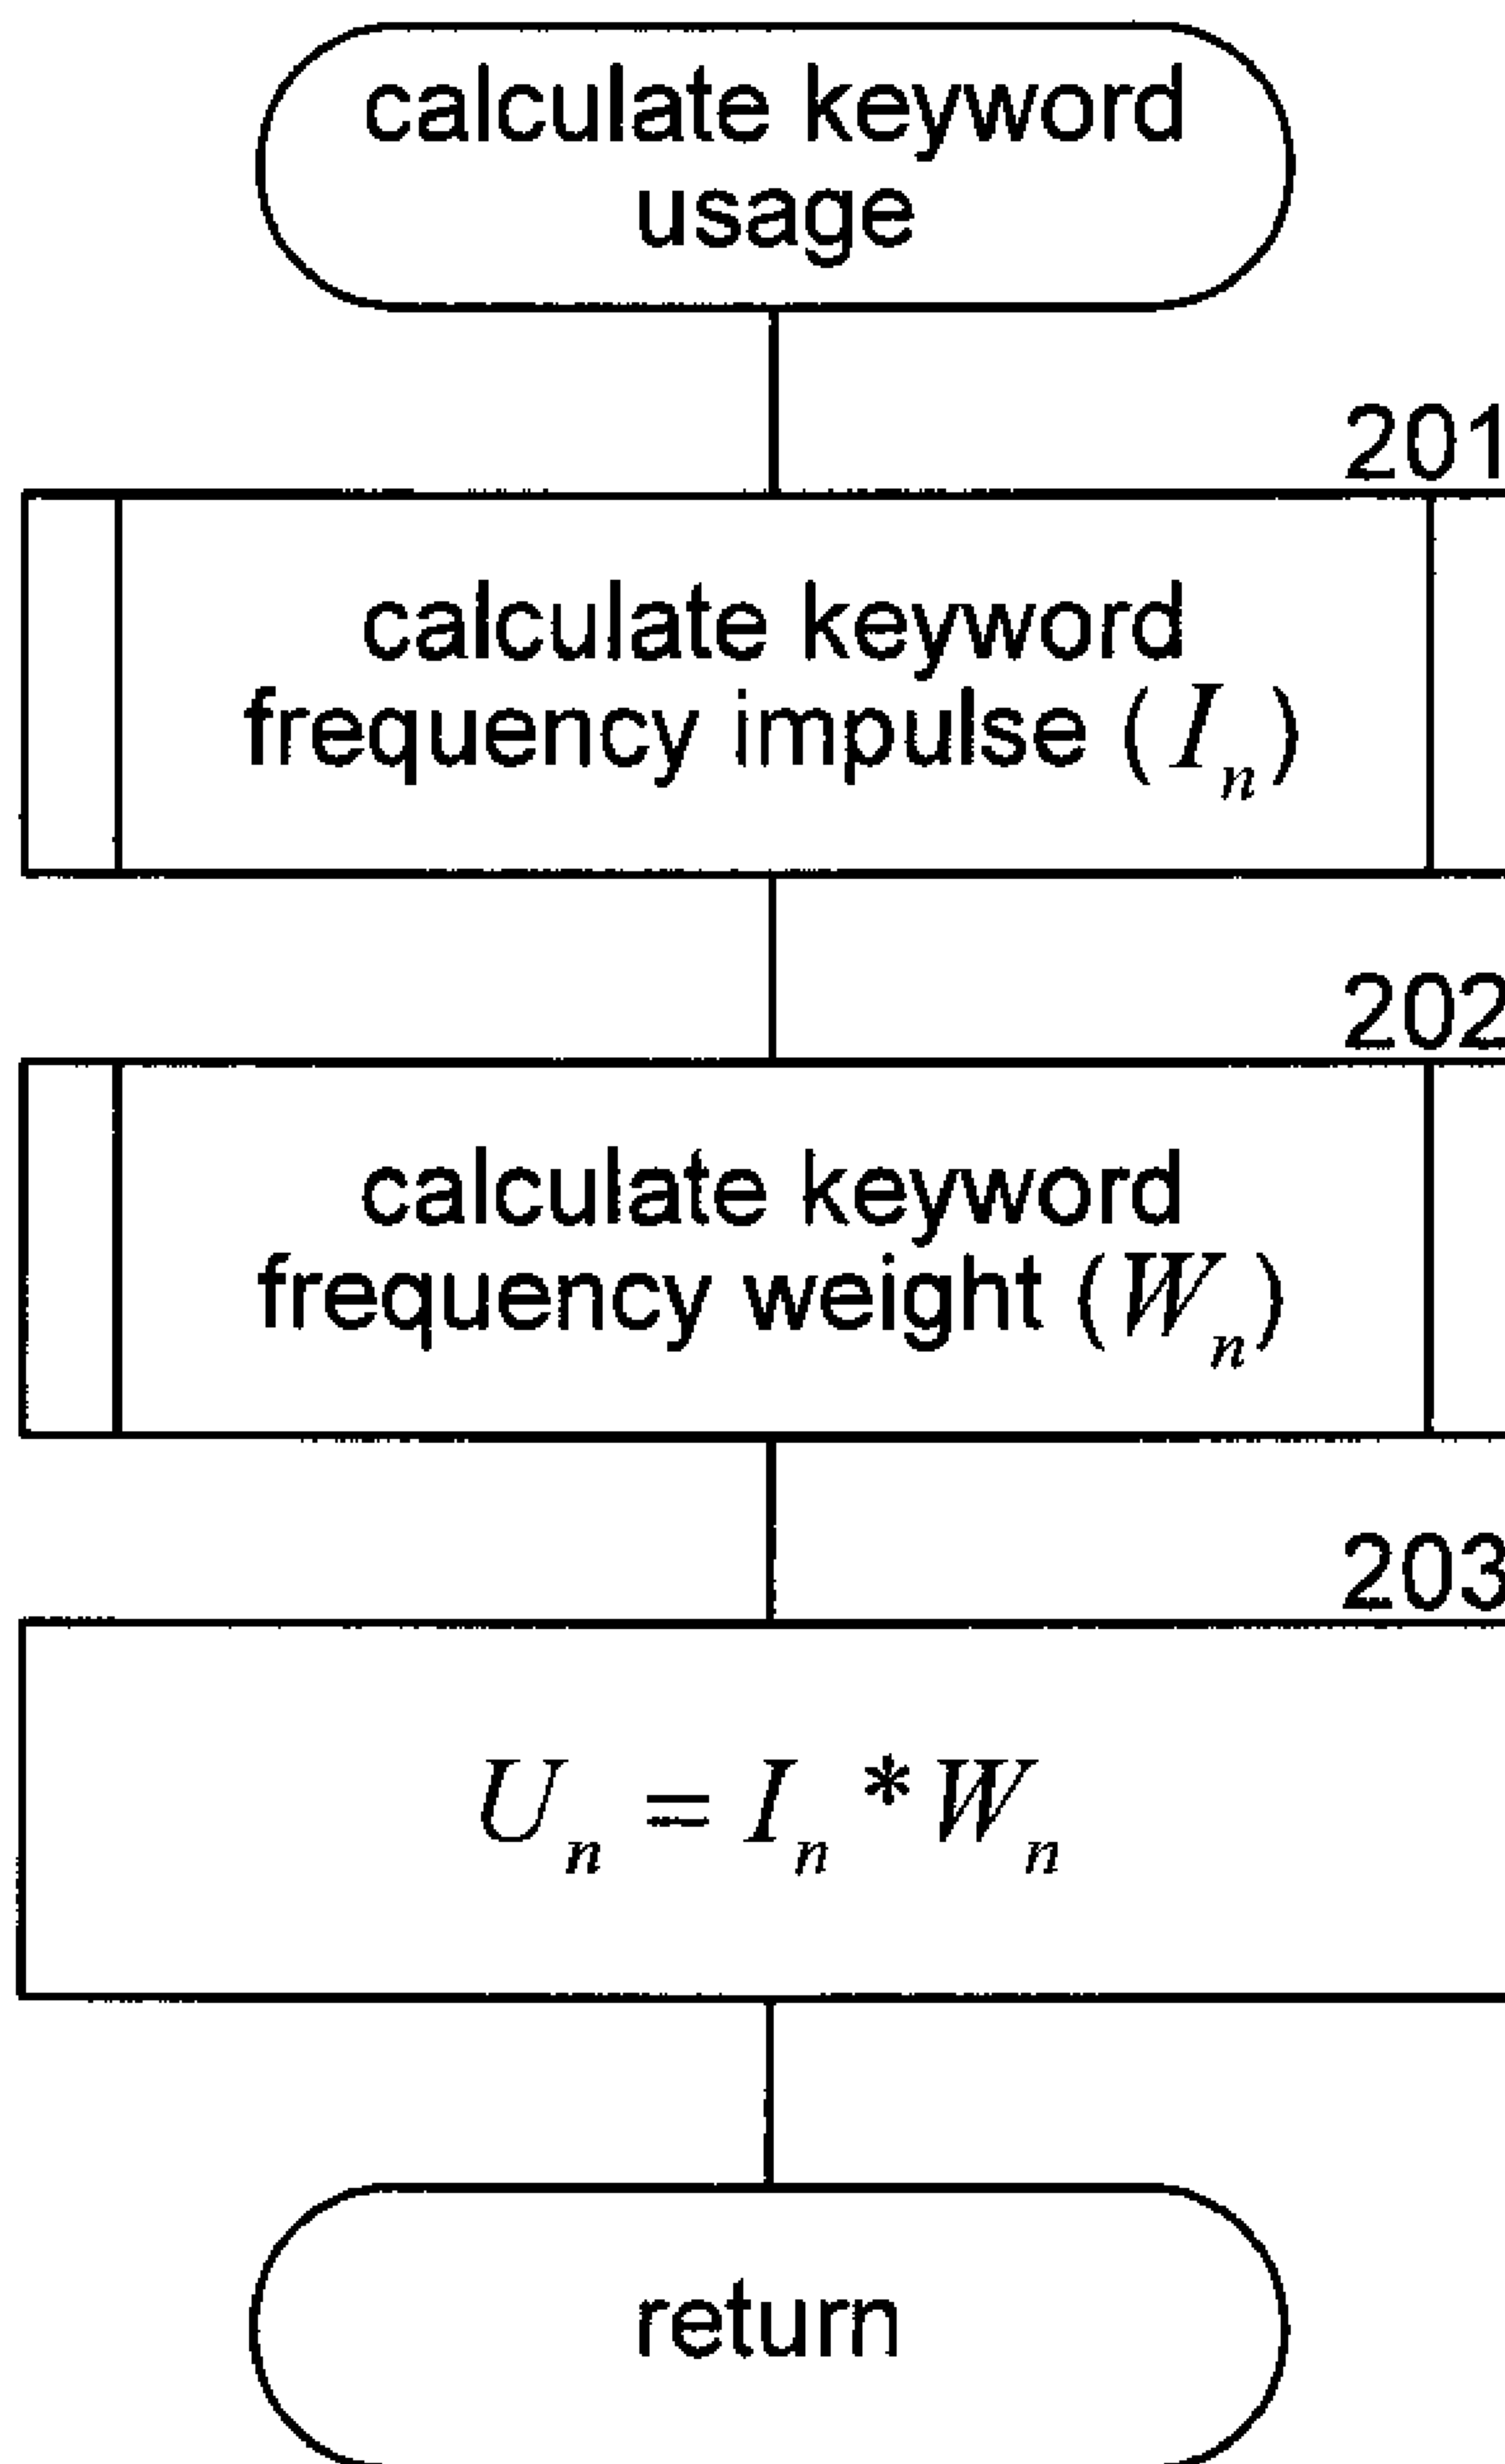 calculate keyword
usage
201
calculate keyword
frequency impulse (Iₙ)
202
calculate keyword
frequency weight (Wₙ)
203
Uₙ = Iₙ * Wₙ
return